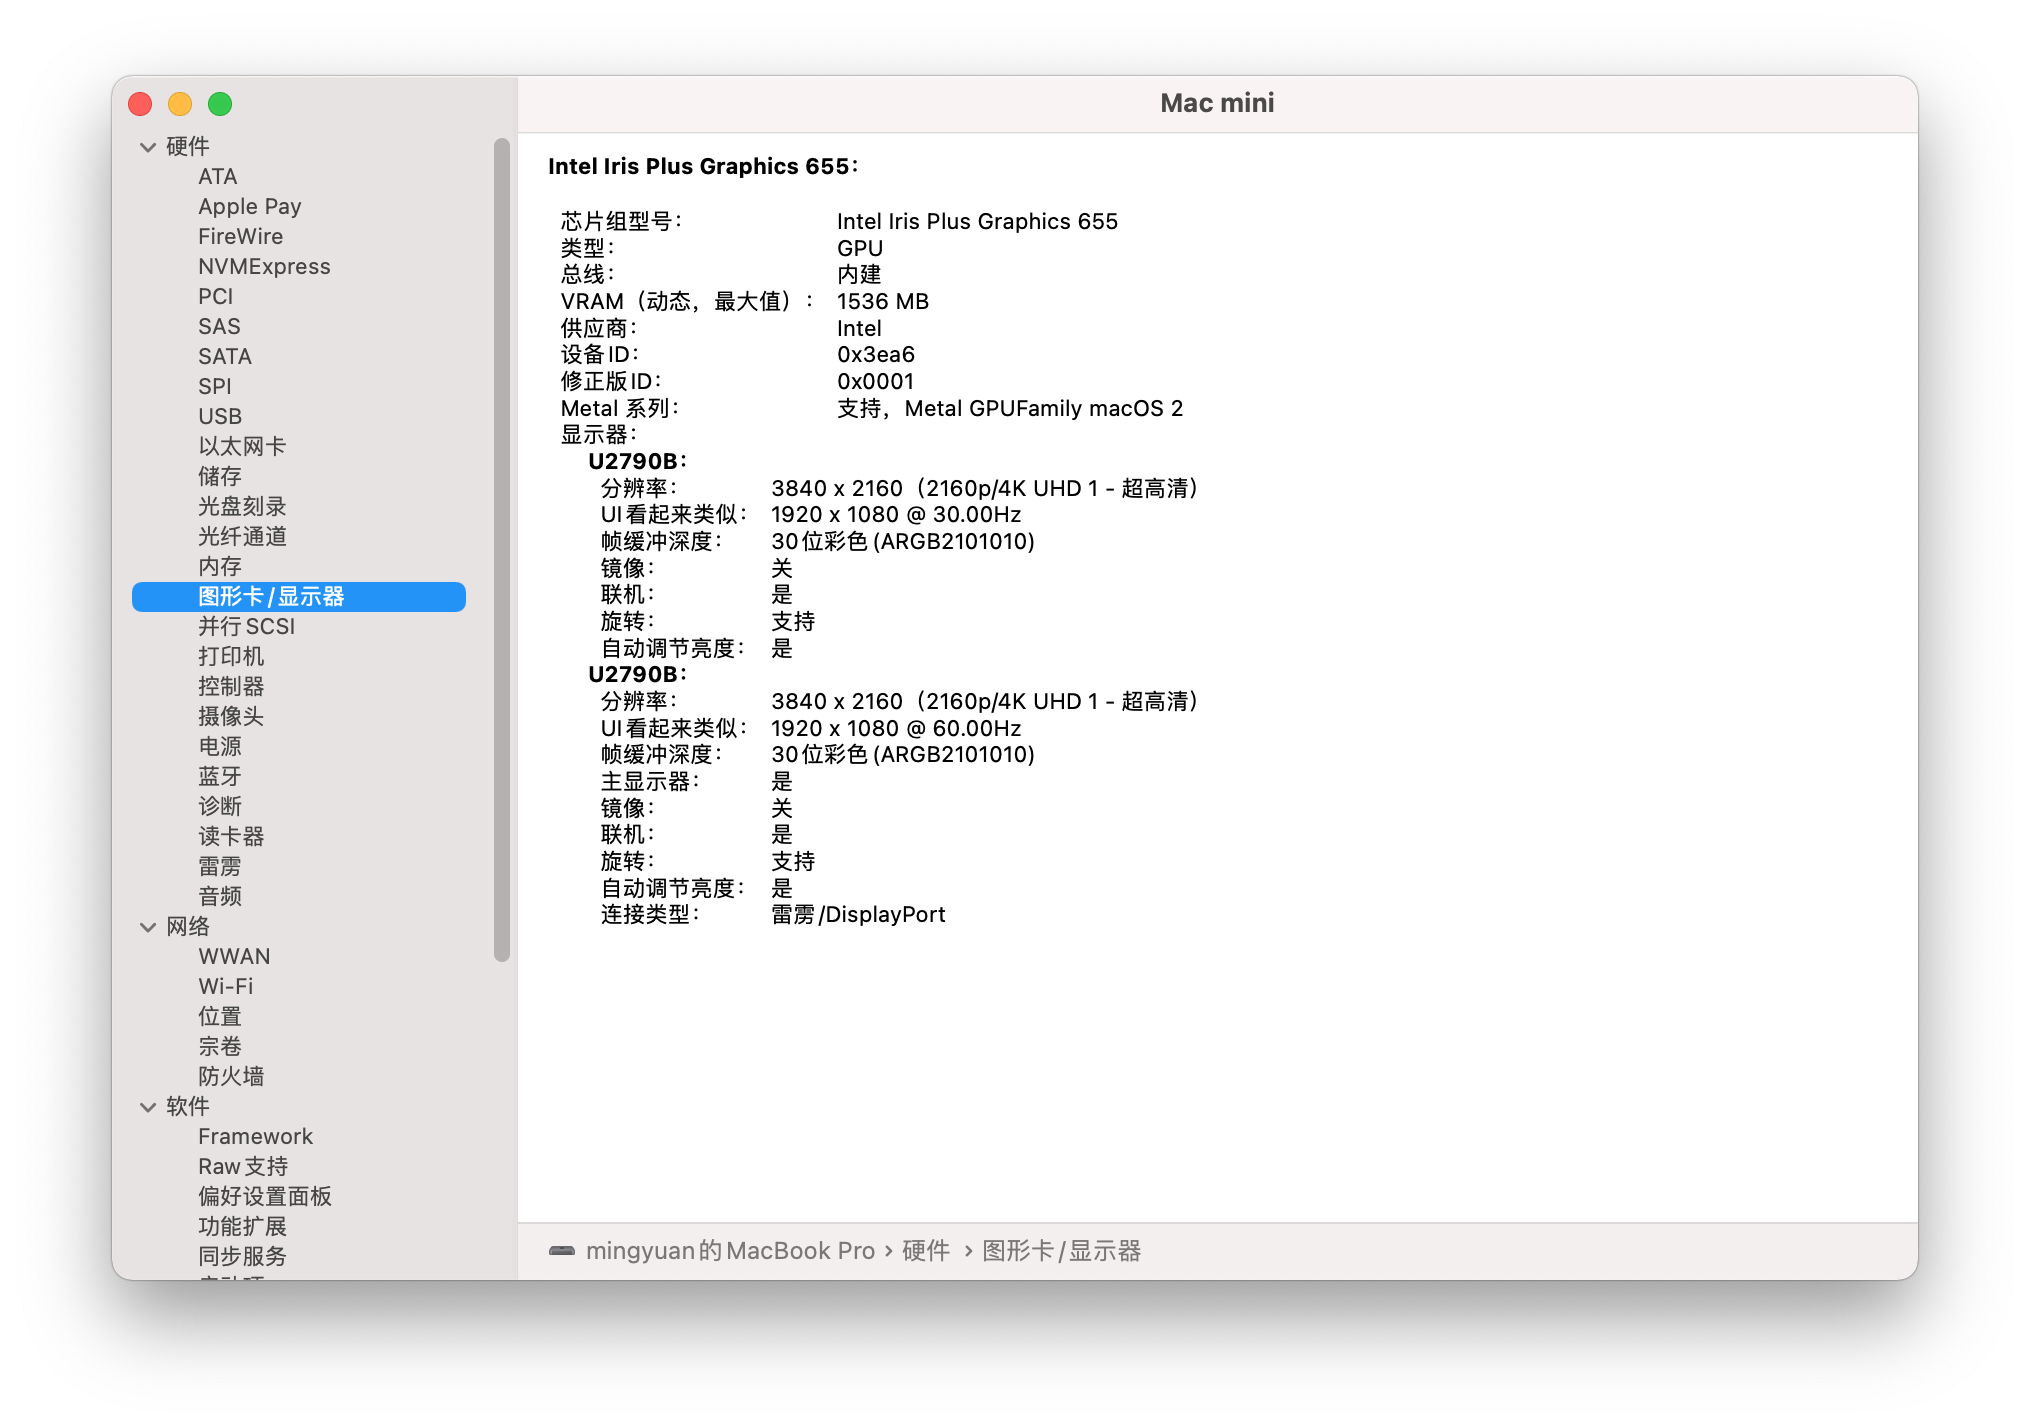 Mac mini
硬件
ATA
Apple Pay
FireWire
NVMExpress
PCI
SAS
SATA
SPI
USB
以太网卡
储存
光盘刻录
光纤通道
内存
图形卡/显示器
并行SCSI
打印机
控制器
摄像头
电源
蓝牙
诊断
读卡器
雷雳
音频
网络
WWAN
Wi-Fi
位置
宗卷
防火墙
软件
Framework
Raw支持
偏好设置面板
功能扩展
同步服务
Intel Iris Plus Graphics 655：
芯片组型号： Intel Iris Plus Graphics 655
类型： GPU
总线： 内建
VRAM（动态，最大值）： 1536 MB
供应商： Intel
设备ID： 0x3ea6
修正版ID： 0x0001
Metal 系列： 支持，Metal GPUFamily macOS 2
显示器：
U2790B：
分辨率： 3840 x 2160（2160p/4K UHD 1 - 超高清）
UI看起来类似： 1920 x 1080 @ 30.00Hz
帧缓冲深度： 30位彩色 (ARGB2101010)
镜像： 关
联机： 是
旋转： 支持
自动调节亮度： 是
U2790B：
分辨率： 3840 x 2160（2160p/4K UHD 1 - 超高清）
UI看起来类似： 1920 x 1080 @ 60.00Hz
帧缓冲深度： 30位彩色 (ARGB2101010)
主显示器： 是
镜像： 关
联机： 是
旋转： 支持
自动调节亮度： 是
连接类型： 雷雳/DisplayPort
mingyuan的MacBook Pro › 硬件 › 图形卡/显示器